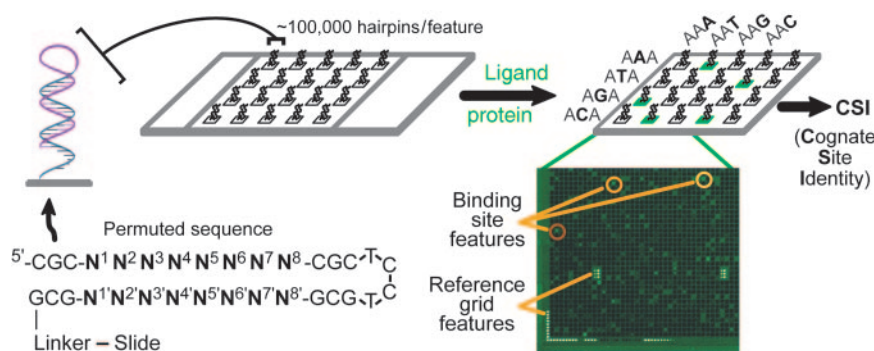 ~100,000 hairpins/feature
Ligand
protein
AAA
ATA
AGA
ACA
AAA
AAT
AAG
AAC
CSI
(Cognate
Site
Identity)
Permuted sequence
5'-CGC-N¹ N² N³ N⁴ N⁵ N⁶ N⁷ N⁸-CGC-T
C
C
GCG-N¹'N²'N³'N⁴'N⁵'N⁶'N⁷'N⁸'-GCG-T
Linker – Slide
Binding
site
features
Reference
grid
features